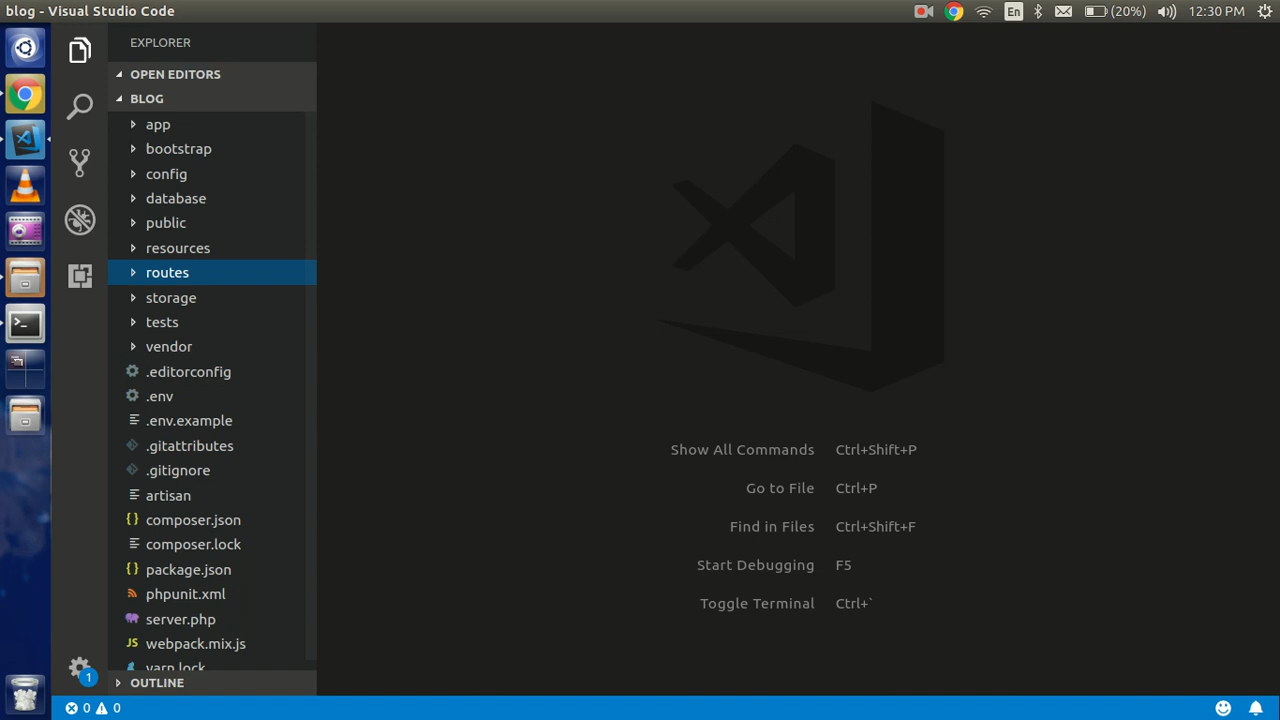 blog - Visual Studio Code
En
(20%)
12:30 PM
EXPLORER
OPEN EDITORS
BLOG
app
bootstrap
config
database
public
resources
routes
storage
tests
vendor
.editorconfig
.env
.env.example
.gitattributes
.gitignore
artisan
{} composer.json
composer.lock
{} package.json
phpunit.xml
server.php
JS webpack.mix.js
yarn.lock
OUTLINE
1
Show All Commands Ctrl+Shift+P
Go to File Ctrl+P
Find in Files Ctrl+Shift+F
Start Debugging F5
Toggle Terminal Ctrl+`
0 0